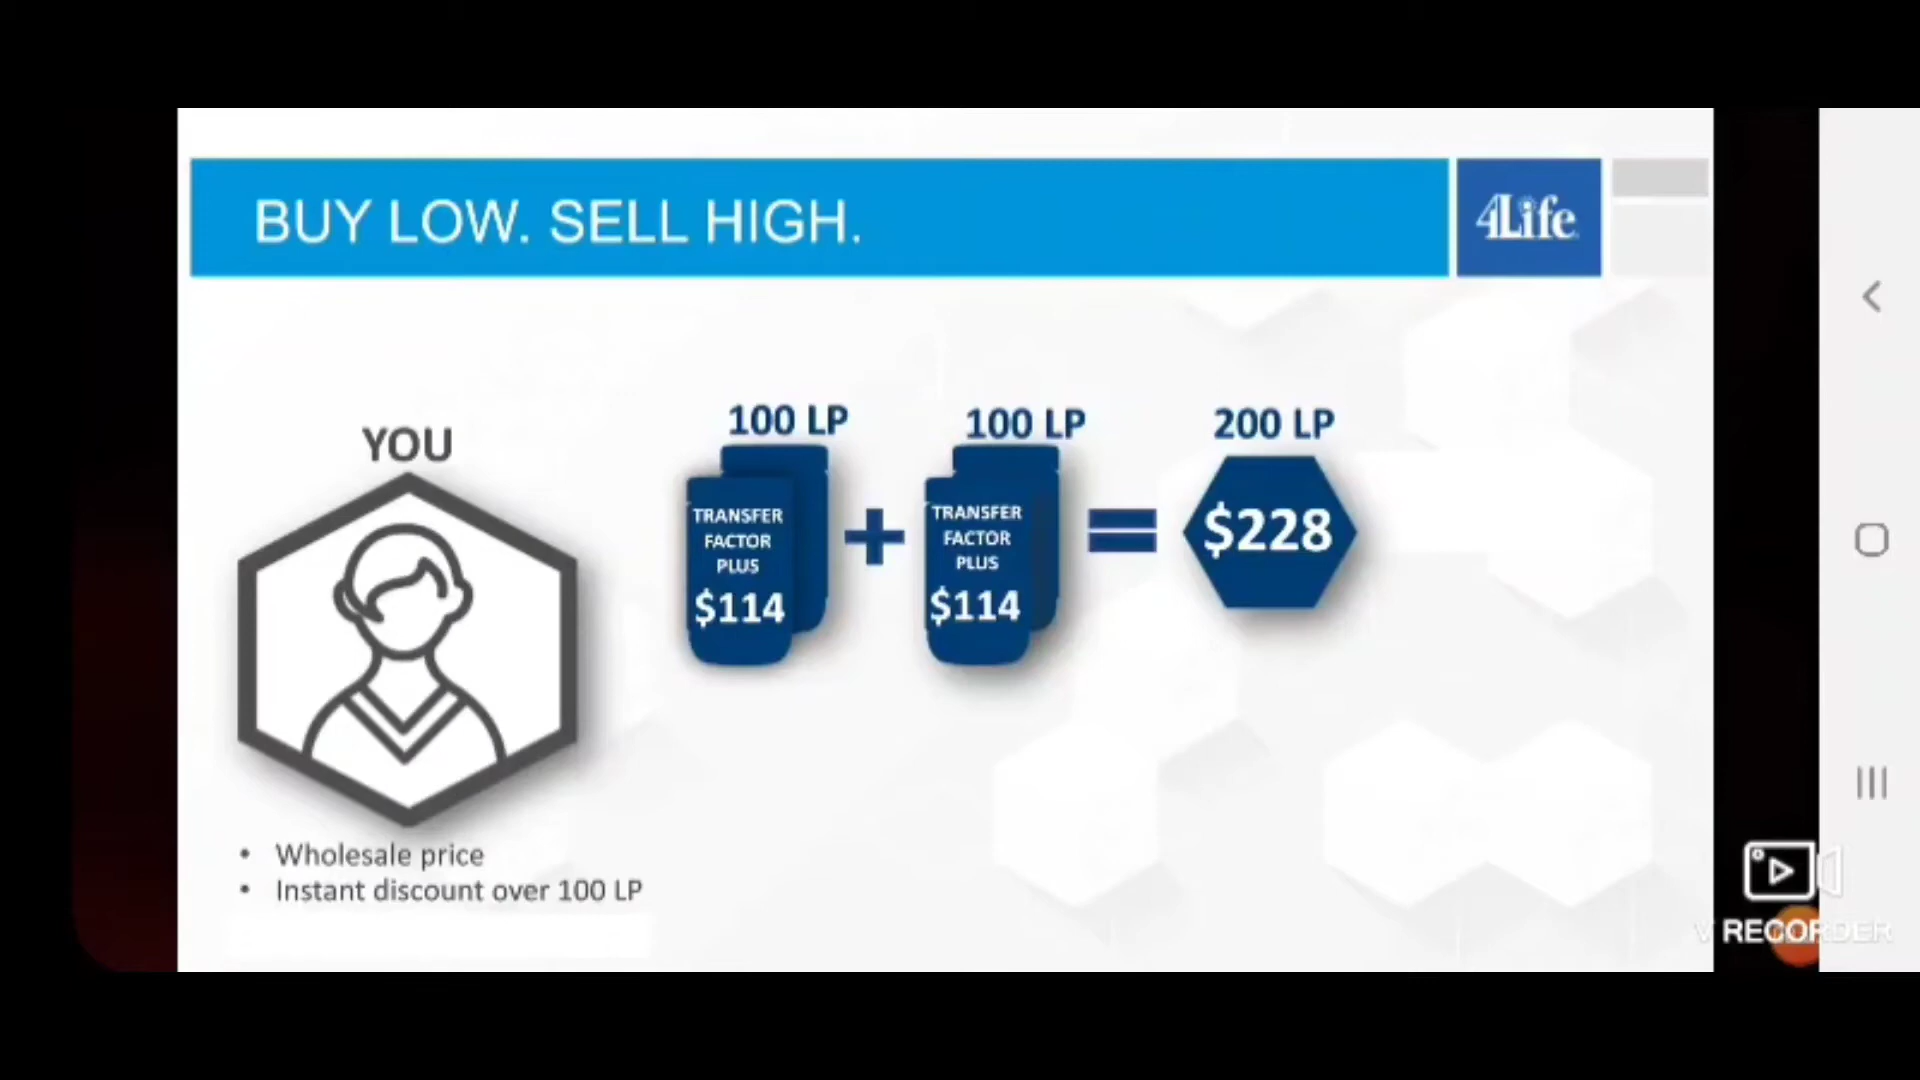 BUY LOW. SELL HIGH.
4Life
YOU
100 LP
100 LP
200 LP
TRANSFER
FACTOR
PLUS
$114
TRANSFER
FACTOR
PLUS
$114
$228
• Wholesale price
• Instant discount over 100 LP
V RECORDER